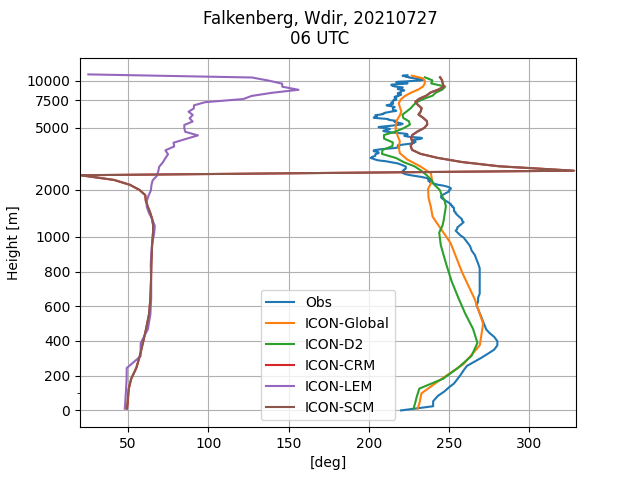 Falkenberg, Wdir, 20210727
06 UTC
10000
7500
5000
2000
1000
800
600
400
200
0
Height [m]
Obs
ICON-Global
ICON-D2
ICON-CRM
ICON-LEM
ICON-SCM
50
100
150
200
250
300
[deg]